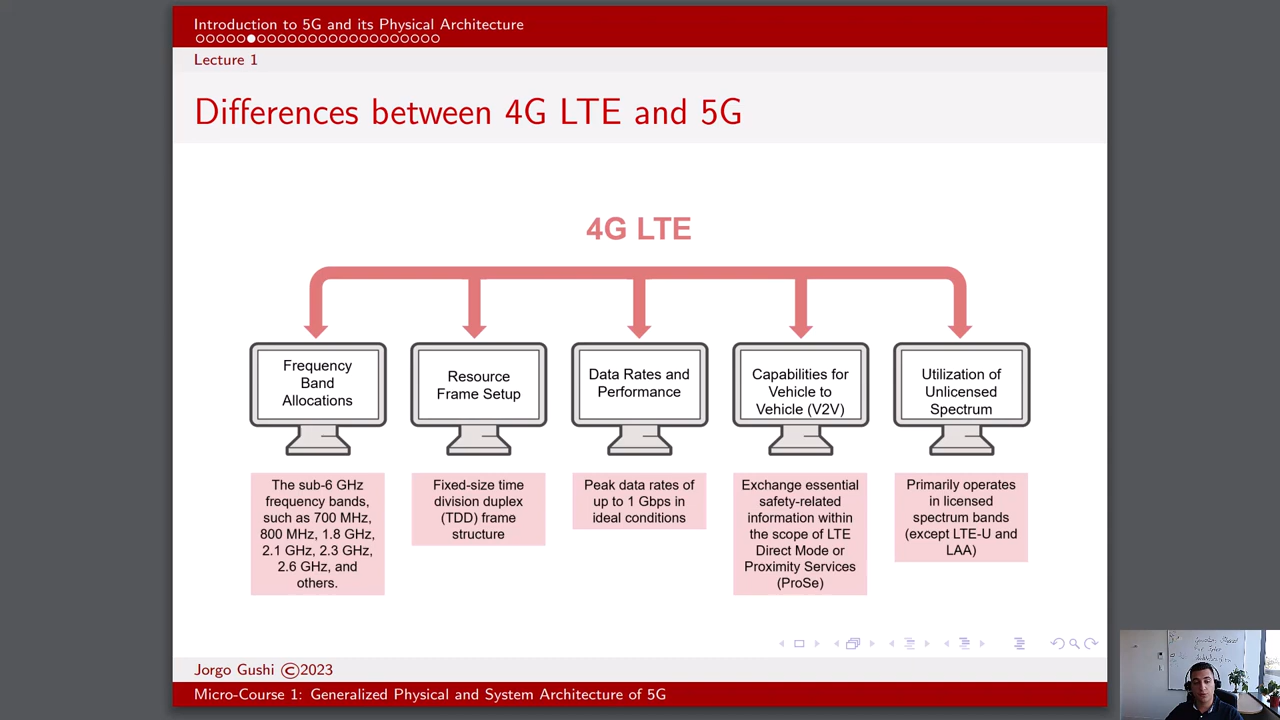 Introduction to 5G and its Physical Architecture
Lecture 1
Differences between 4G LTE and 5G
4G LTE
Frequency
Band
Allocations
Resource
Frame Setup
Data Rates and
Performance
Capabilities for
Vehicle to
Vehicle (V2V)
Utilization of
Unlicensed
Spectrum
The sub-6 GHz
frequency bands,
such as 700 MHz,
800 MHz, 1.8 GHz,
2.1 GHz, 2.3 GHz,
2.6 GHz, and
others.
Fixed-size time
division duplex
(TDD) frame
structure
Peak data rates of
up to 1 Gbps in
ideal conditions
Exchange essential
safety-related
information within
the scope of LTE
Direct Mode or
Proximity Services
(ProSe)
Primarily operates
in licensed
spectrum bands
(except LTE-U and
LAA)
Jorgo Gushi ©2023
Micro-Course 1: Generalized Physical and System Architecture of 5G